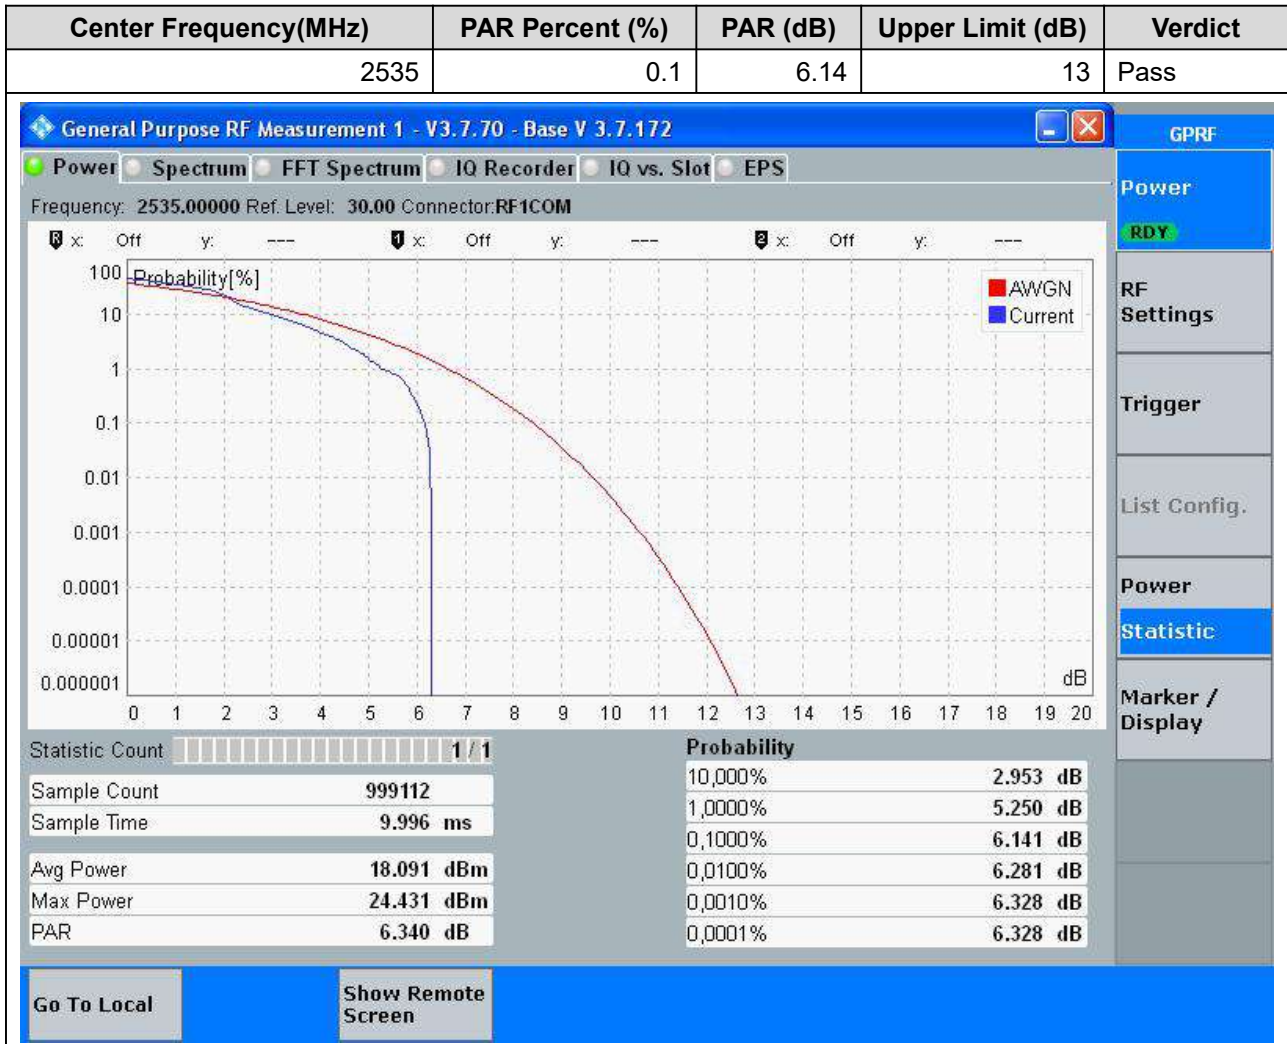 Center Frequency(MHz) PAR Percent (%) PAR (dB) Upper Limit (dB) Verdict
2535 0.1 6.14 13 Pass
General Purpose RF Measurement 1 - V3.7.70 - Base V 3.7.172
GPRF
Power Spectrum FFT Spectrum IQ Recorder IQ vs. Slot EPS
Power
RDY
Frequency: 2535.00000 Ref. Level: 30.00 Connector:RF1COM
R x: Off y: --- 1 x: Off y: --- 2 x: Off y: ---
Probability[%]
AWGN
Current
100
10
1
0.1
0.01
0.001
0.0001
0.00001
0.000001
dB
0 1 2 3 4 5 6 7 8 9 10 11 12 13 14 15 16 17 18 19 20
RF
Settings
Trigger
List Config.
Power
Statistic
Marker /
Display
Statistic Count 1 / 1
Sample Count 999112
Sample Time 9.996 ms
Avg Power 18.091 dBm
Max Power 24.431 dBm
PAR 6.340 dB
Probability
10,000% 2.953 dB
1,0000% 5.250 dB
0,1000% 6.141 dB
0,0100% 6.281 dB
0,0010% 6.328 dB
0,0001% 6.328 dB
Go To Local
Show Remote
Screen